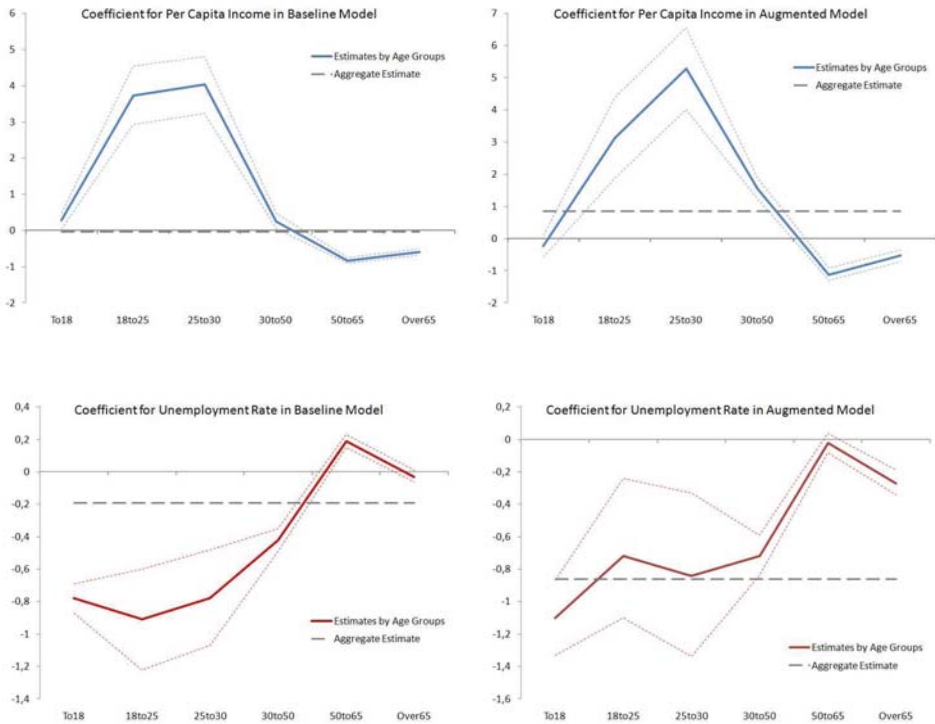 Coefficient for Per Capita Income in Baseline Model
6
5
4
3
2
1
0
-1
-2
Estimates by Age Groups
Aggregate Estimate
To18 18to25 25to30 30to50 50to65 Over65
Coefficient for Per Capita Income in Augmented Model
7
6
5
4
3
2
1
0
-1
-2
Estimates by Age Groups
Aggregate Estimate
To18 18to25 25to30 30to50 50to65 Over65
Coefficient for Unemployment Rate in Baseline Model
0,4
0,2
0
-0,2
-0,4
-0,6
-0,8
-1
-1,2
-1,4
Estimates by Age Groups
Aggregate Estimate
To18 18to25 25to30 30to50 50to65 Over65
Coefficient for Unemployment Rate in Augmented Model
0,2
0
-0,2
-0,4
-0,6
-0,8
-1
-1,2
-1,4
-1,6
Estimates by Age Groups
Aggregate Estimate
To18 18to25 25to30 30to50 50to65 Over65